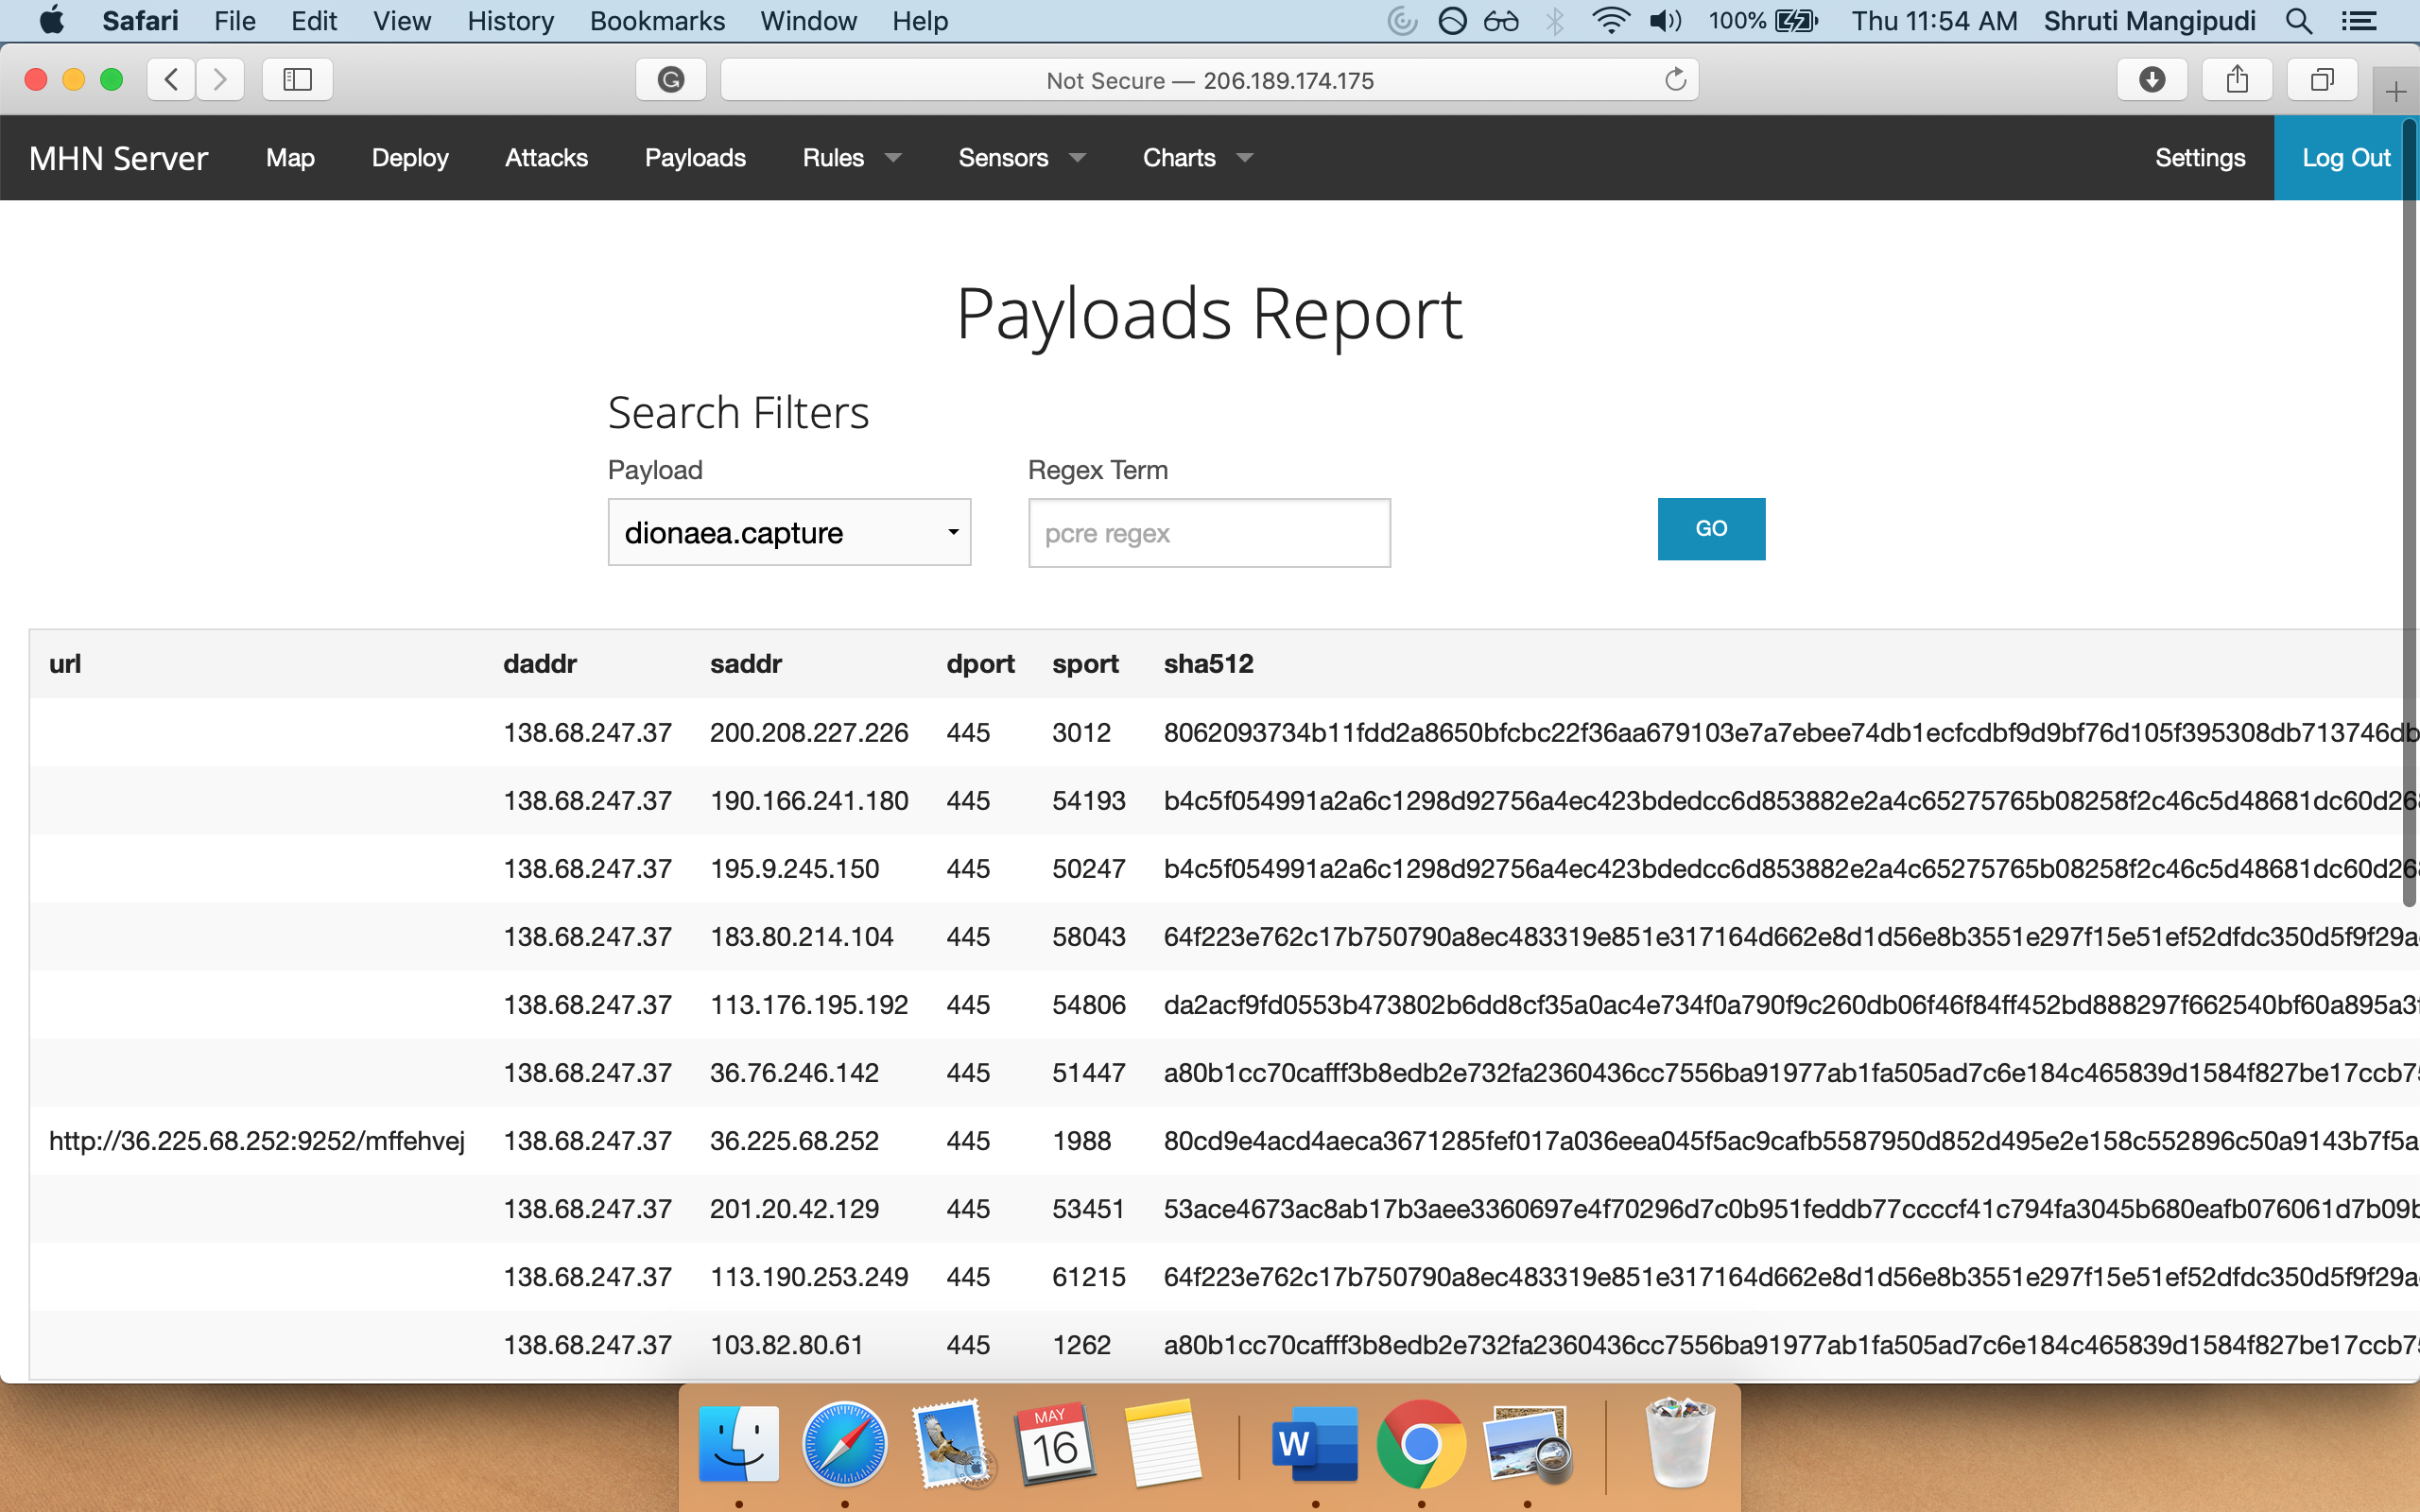 Safari File Edit View History Bookmarks Window Help 100% Thu 11:54 AM Shruti Mangipudi
Not Secure — 206.189.174.175
MHN Server Map Deploy Attacks Payloads Rules Sensors Charts Settings Log Out
Payloads Report
Search Filters
Payload Regex Term
dionaea.capture pcre regex GO
url daddr saddr dport sport sha512
138.68.247.37 200.208.227.226 445 3012 8062093734b11fdd2a8650bfcbc22f36aa679103e7a7ebee74db1ecfcdbf9d9bf76d105f395308db713746db
138.68.247.37 190.166.241.180 445 54193 b4c5f054991a2a6c1298d92756a4ec423bdedcc6d853882e2a4c65275765b08258f2c46c5d48681dc60d268
138.68.247.37 195.9.245.150 445 50247 b4c5f054991a2a6c1298d92756a4ec423bdedcc6d853882e2a4c65275765b08258f2c46c5d48681dc60d268
138.68.247.37 183.80.214.104 445 58043 64f223e762c17b750790a8ec483319e851e317164d662e8d1d56e8b3551e297f15e51ef52dfdc350d5f9f29a
138.68.247.37 113.176.195.192 445 54806 da2acf9fd0553b473802b6dd8cf35a0ac4e734f0a790f9c260db06f46f84ff452bd888297f662540bf60a895a3
138.68.247.37 36.76.246.142 445 51447 a80b1cc70cafff3b8edb2e732fa2360436cc7556ba91977ab1fa505ad7c6e184c465839d1584f827be17ccb7
http://36.225.68.252:9252/mffehvej 138.68.247.37 36.225.68.252 445 1988 80cd9e4acd4aeca3671285fef017a036eea045f5ac9cafb5587950d852d495e2e158c552896c50a9143b7f5a
138.68.247.37 201.20.42.129 445 53451 53ace4673ac8ab17b3aee3360697e4f70296d7c0b951feddb77ccccf41c794fa3045b680eafb076061d7b09b
138.68.247.37 113.190.253.249 445 61215 64f223e762c17b750790a8ec483319e851e317164d662e8d1d56e8b3551e297f15e51ef52dfdc350d5f9f29a
138.68.247.37 103.82.80.61 445 1262 a80b1cc70cafff3b8edb2e732fa2360436cc7556ba91977ab1fa505ad7c6e184c465839d1584f827be17ccb7
MAY
16
W